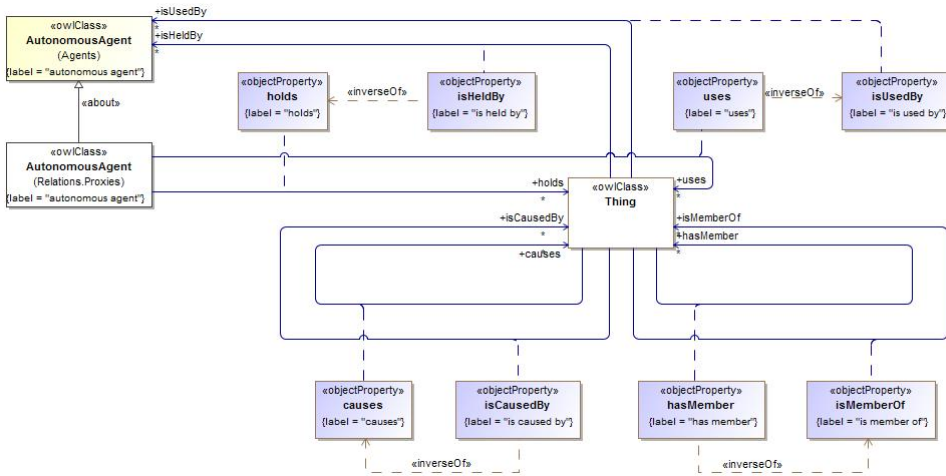 «owlClass»
AutonomousAgent
(Agents)
{label = "autonomous agent"}
+isUsedBy
*
+isHeldBy
*
«about»
«objectProperty»
holds
{label = "holds"}
«inverseOf»
«objectProperty»
isHeldBy
{label = "is held by"}
«objectProperty»
uses
{label = "uses"}
«inverseOf»
«objectProperty»
isUsedBy
{label = "is used by"}
«owlClass»
AutonomousAgent
(Relations.Proxies)
{label = "autonomous agent"}
+holds
*
«owlClass»
Thing
+uses
*
+isCausedBy
*
+causes
*
+isMemberOf
*
+hasMember
*
«objectProperty»
causes
{label = "causes"}
«objectProperty»
isCausedBy
{label = "is caused by"}
«objectProperty»
hasMember
{label = "has member"}
«objectProperty»
isMemberOf
{label = "is member of"}
«inverseOf»
«inverseOf»